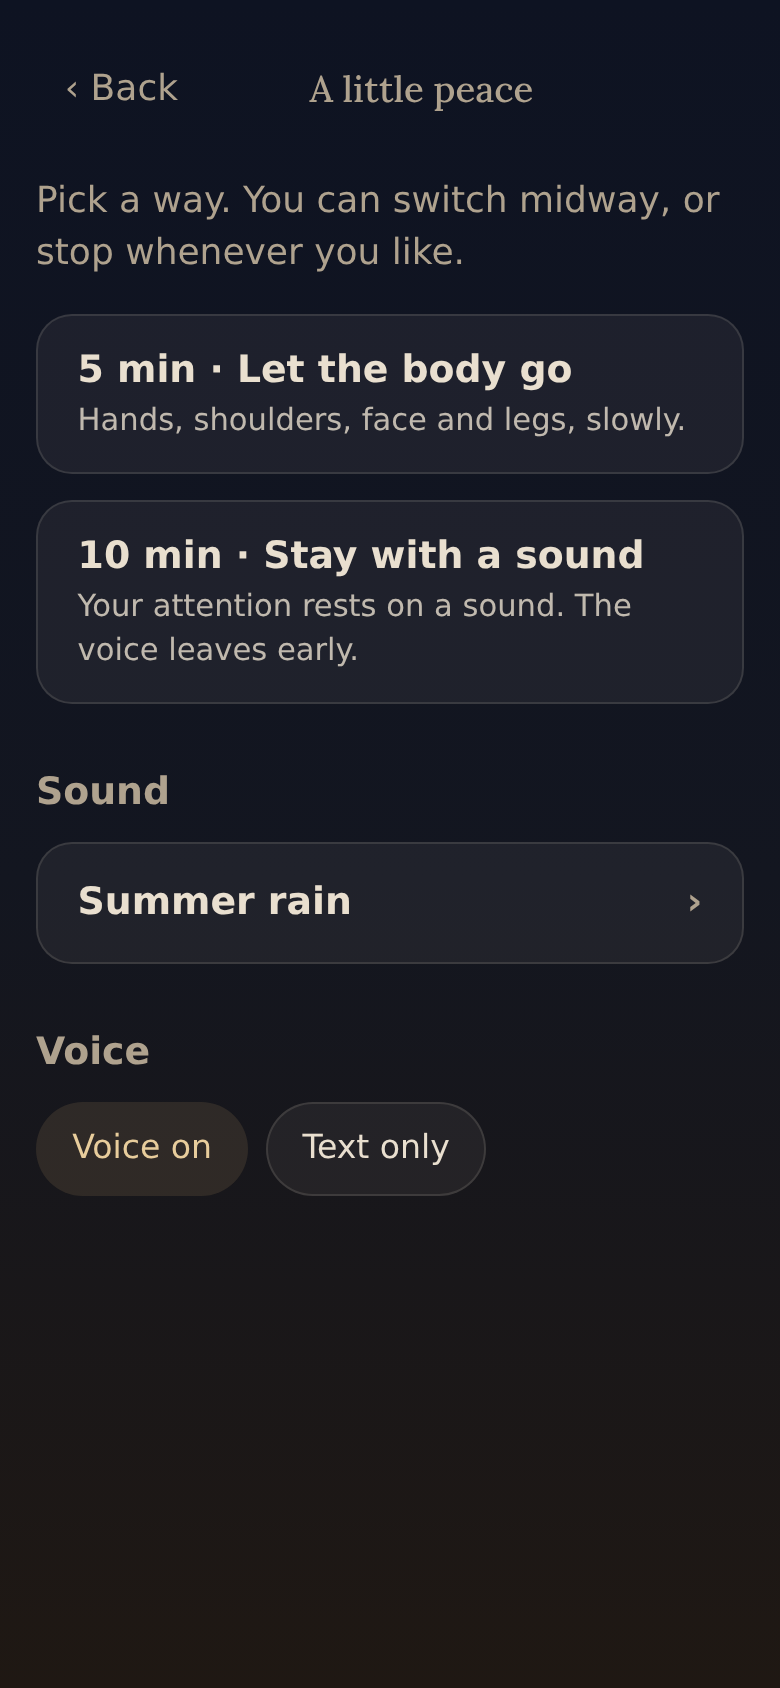 ‹ Back
A little peace
Pick a way. You can switch midway, or
stop whenever you like.
5 min · Let the body go
Hands, shoulders, face and legs, slowly.
10 min · Stay with a sound
Your attention rests on a sound. The
voice leaves early.
Sound
Summer rain ›
Voice
Voice on
Text only